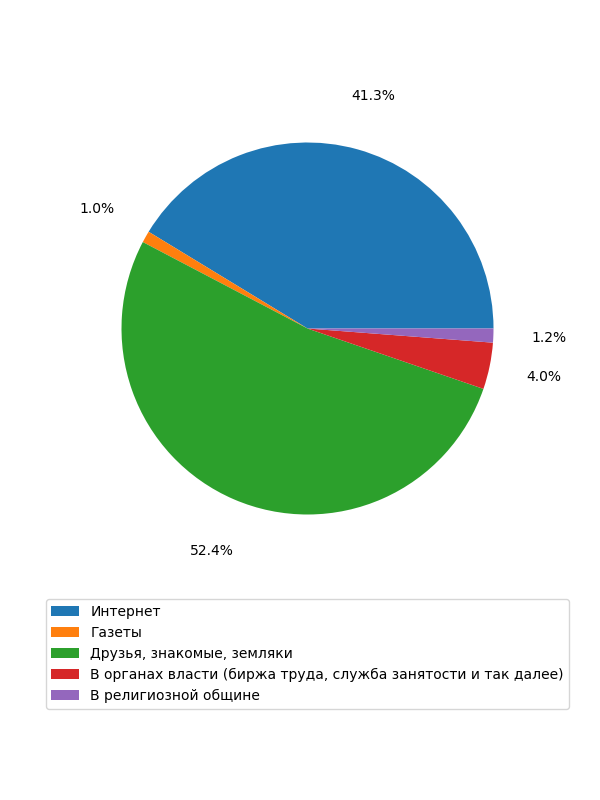 41.3%
1.0%
1.2%
4.0%
52.4%
Интернет
Газеты
Друзья, знакомые, земляки
В органах власти (биржа труда, служба занятости и так далее)
В религиозной общине